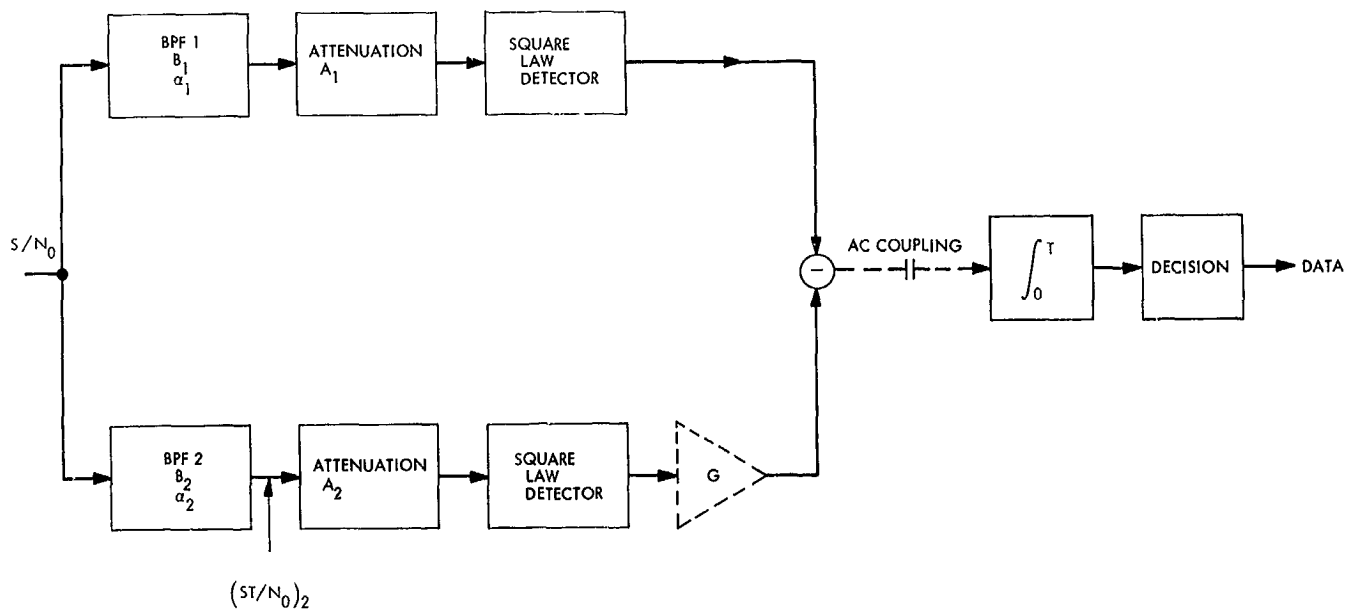 BPF 1
B₁
α₁
ATTENUATION
A₁
SQUARE
LAW
DETECTOR
S/N₀
−
AC COUPLING
∫₀ᵀ
DECISION
DATA
BPF 2
B₂
α₂
ATTENUATION
A₂
SQUARE
LAW
DETECTOR
G
(ST/N₀)₂